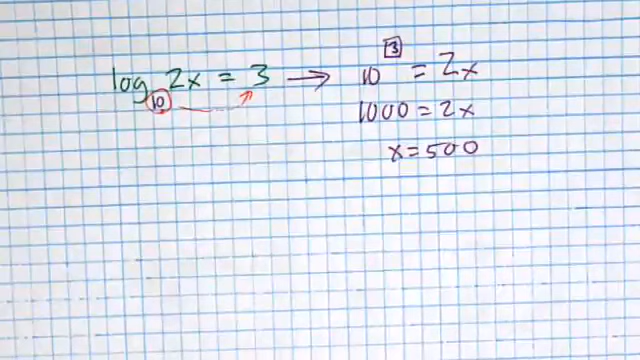 log₁₀ 2x = 3 → 10³ = 2x
1000 = 2x
x = 500